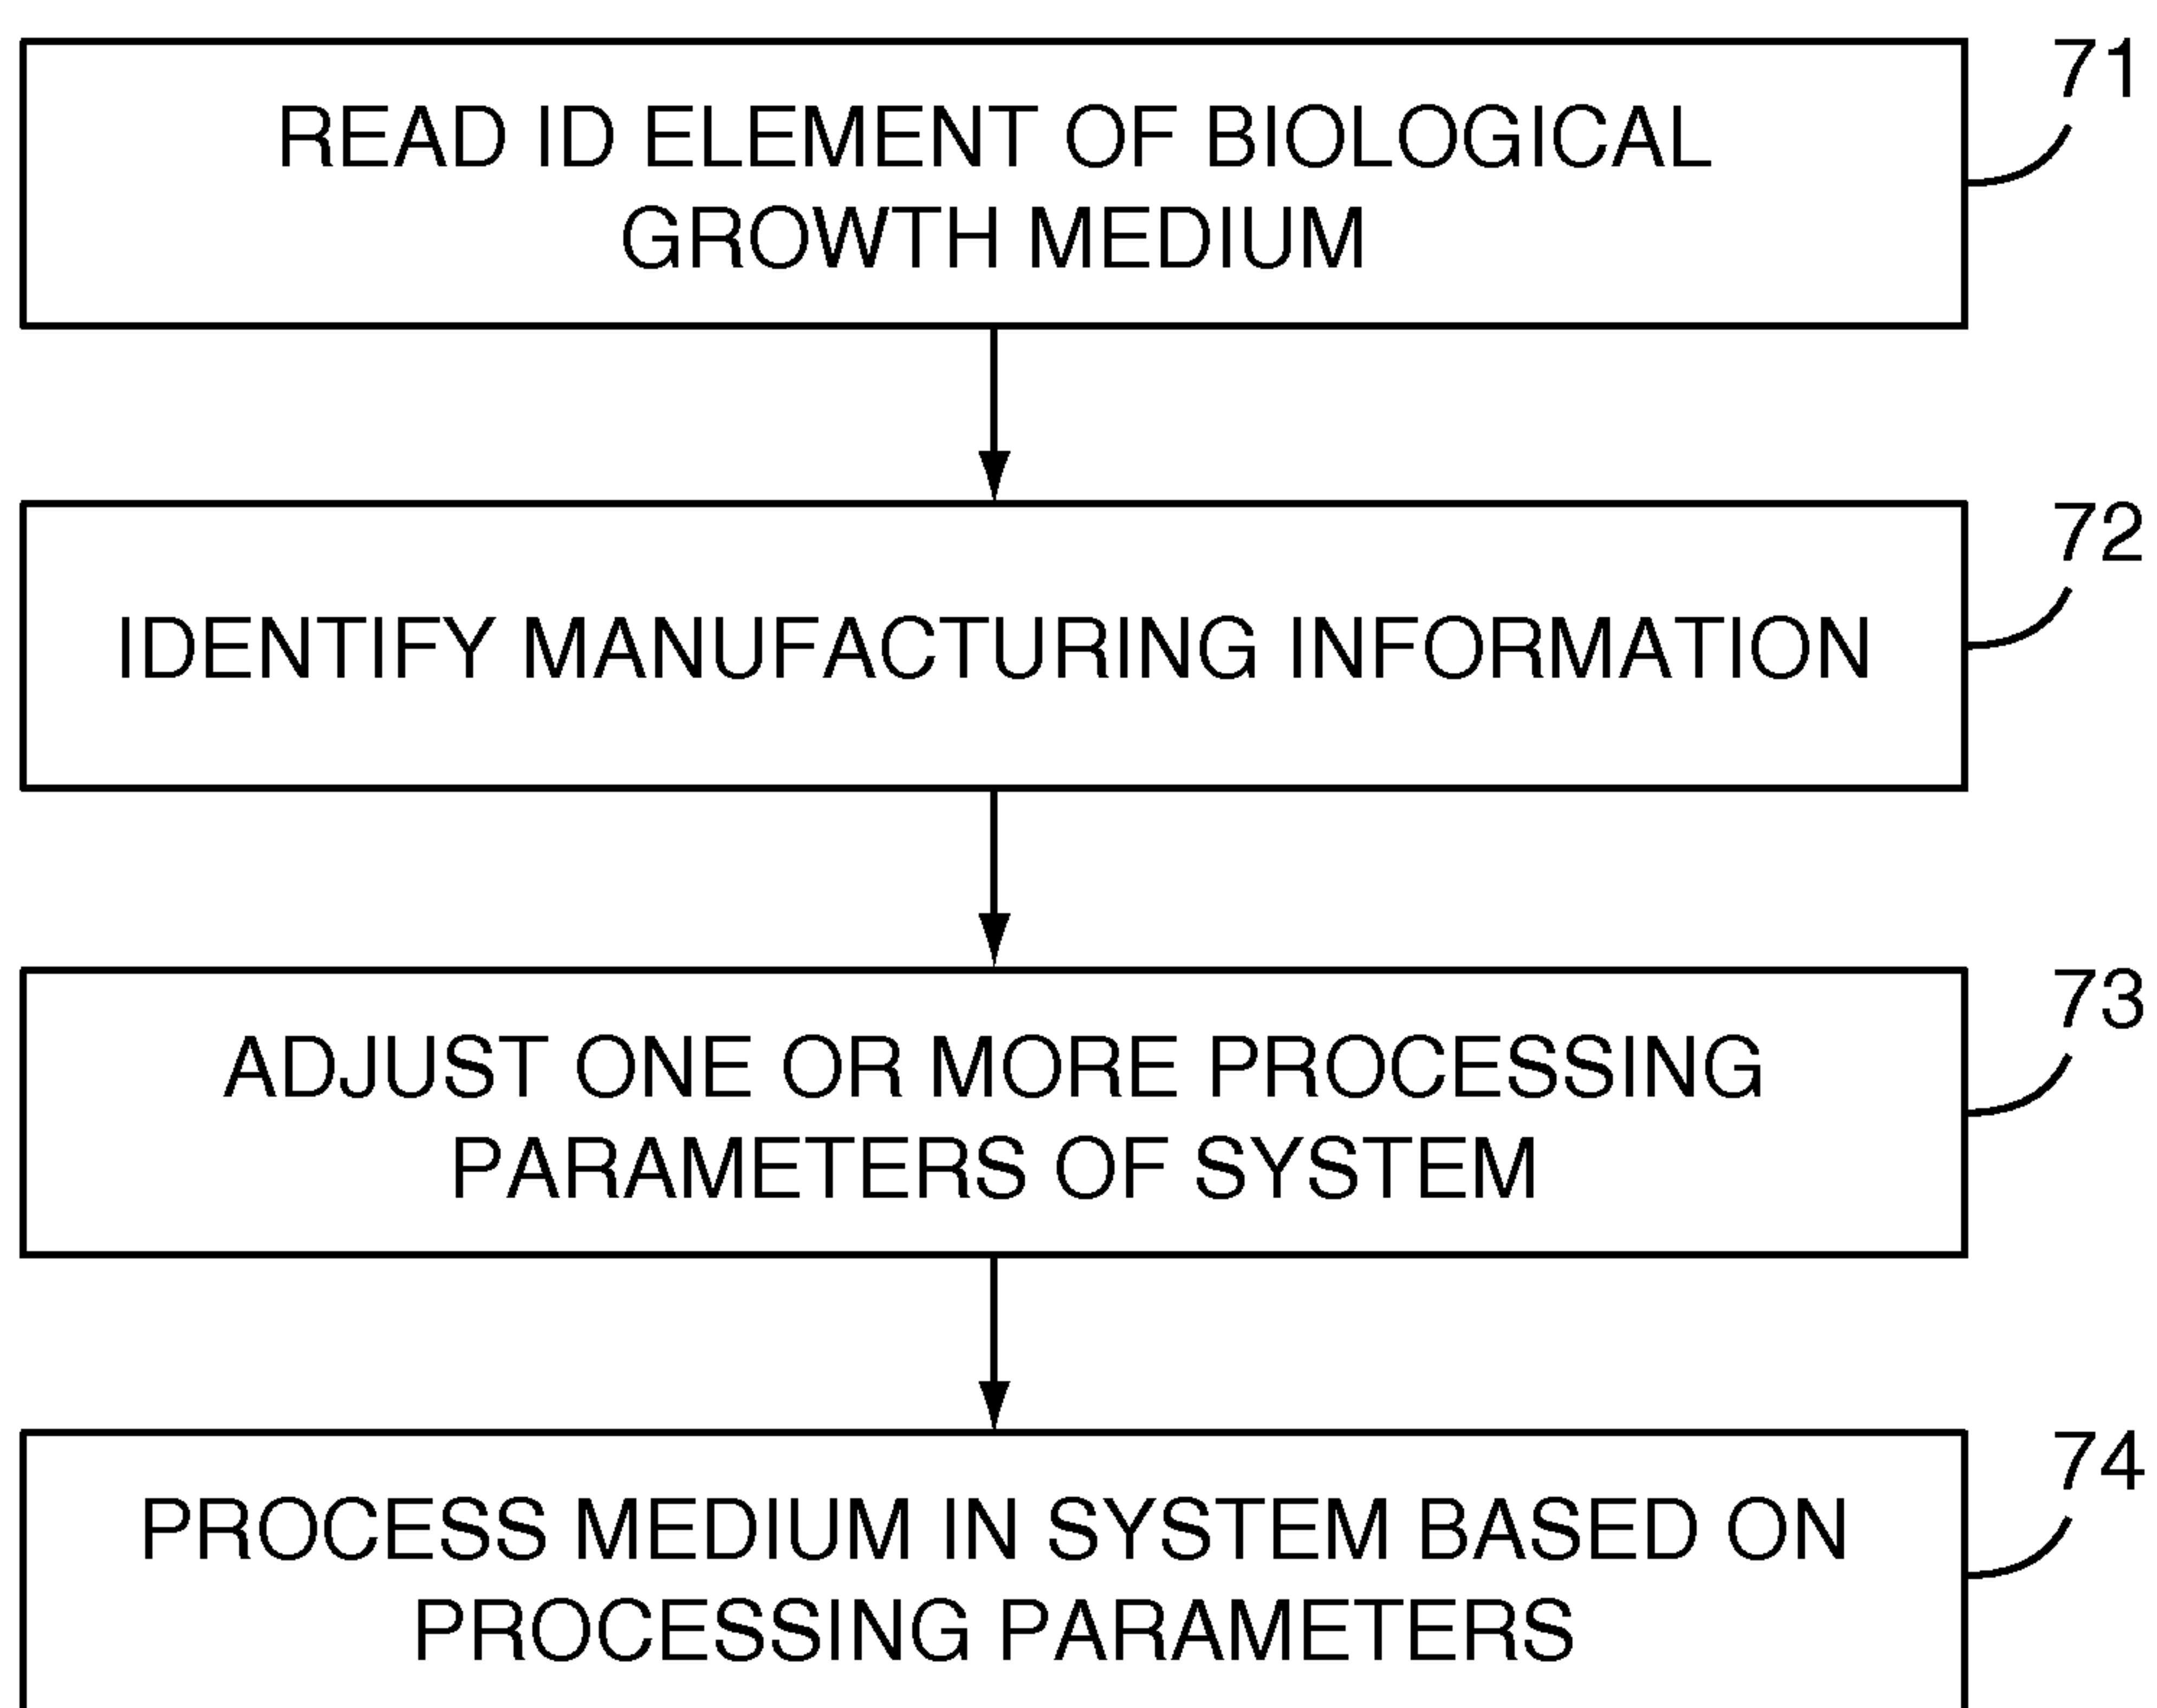 71
READ ID ELEMENT OF BIOLOGICAL
GROWTH MEDIUM
72
IDENTIFY MANUFACTURING INFORMATION
73
ADJUST ONE OR MORE PROCESSING
PARAMETERS OF SYSTEM
74
PROCESS MEDIUM IN SYSTEM BASED ON
PROCESSING PARAMETERS